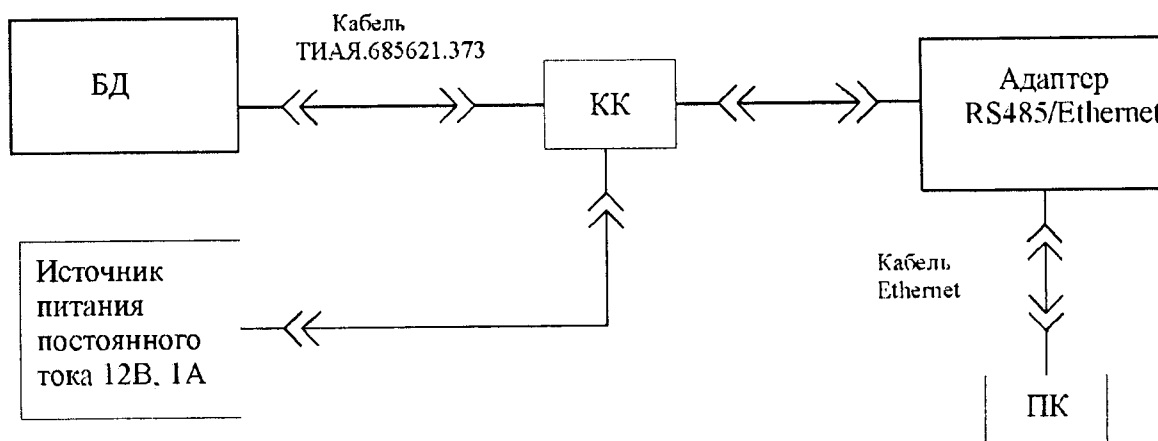 Кабель
ТИАЯ.685621.373
БД
КК
Адаптер
RS485/Ethernet
Источник
питания
постоянного
тока 12В, 1А
Кабель
Ethernet
ПК